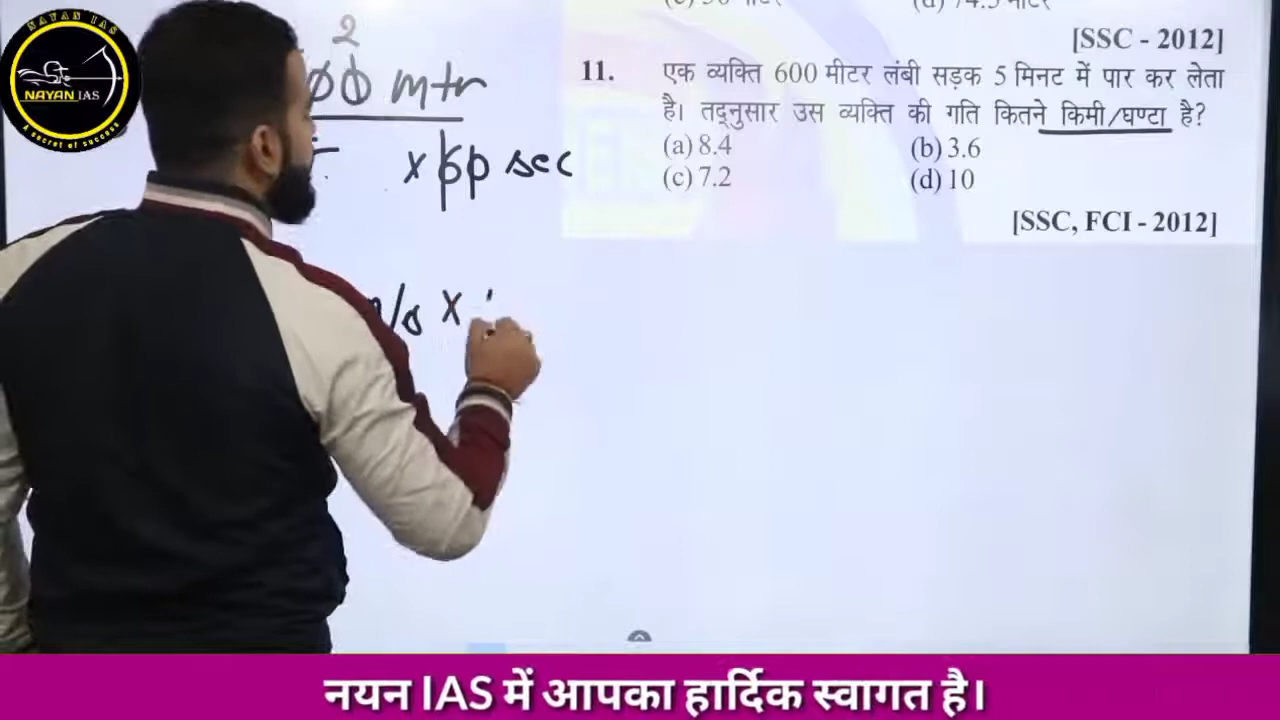 NAYAN IAS
NAYAN IAS
A secret of success
2
00 mtr
x 60 sec
/s x
[SSC - 2012]
11. एक व्यक्ति 600 मीटर लंबी सड़क 5 मिनट में पार कर लेता
है। तद्नुसार उस व्यक्ति की गति कितने किमी/घण्टा है?
(a) 8.4 (b) 3.6
(c) 7.2 (d) 10
[SSC, FCI - 2012]
नयन IAS में आपका हार्दिक स्वागत है।